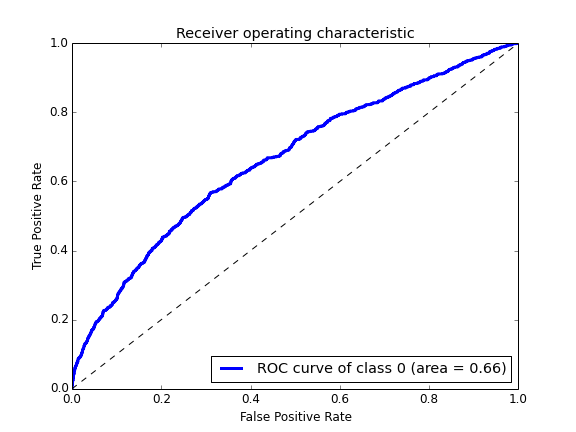 Receiver operating characteristic
1.0
0.8
0.6
0.4
0.2
0.0
True Positive Rate
ROC curve of class 0 (area = 0.66)
0.0 0.2 0.4 0.6 0.8 1.0
False Positive Rate